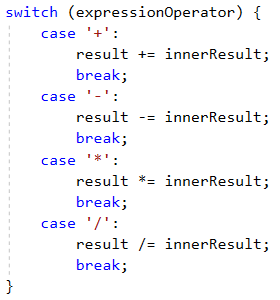 switch (expressionOperator) {
    case '+':
        result += innerResult;
        break;
    case '-':
        result -= innerResult;
        break;
    case '*':
        result *= innerResult;
        break;
    case '/':
        result /= innerResult;
        break;
}